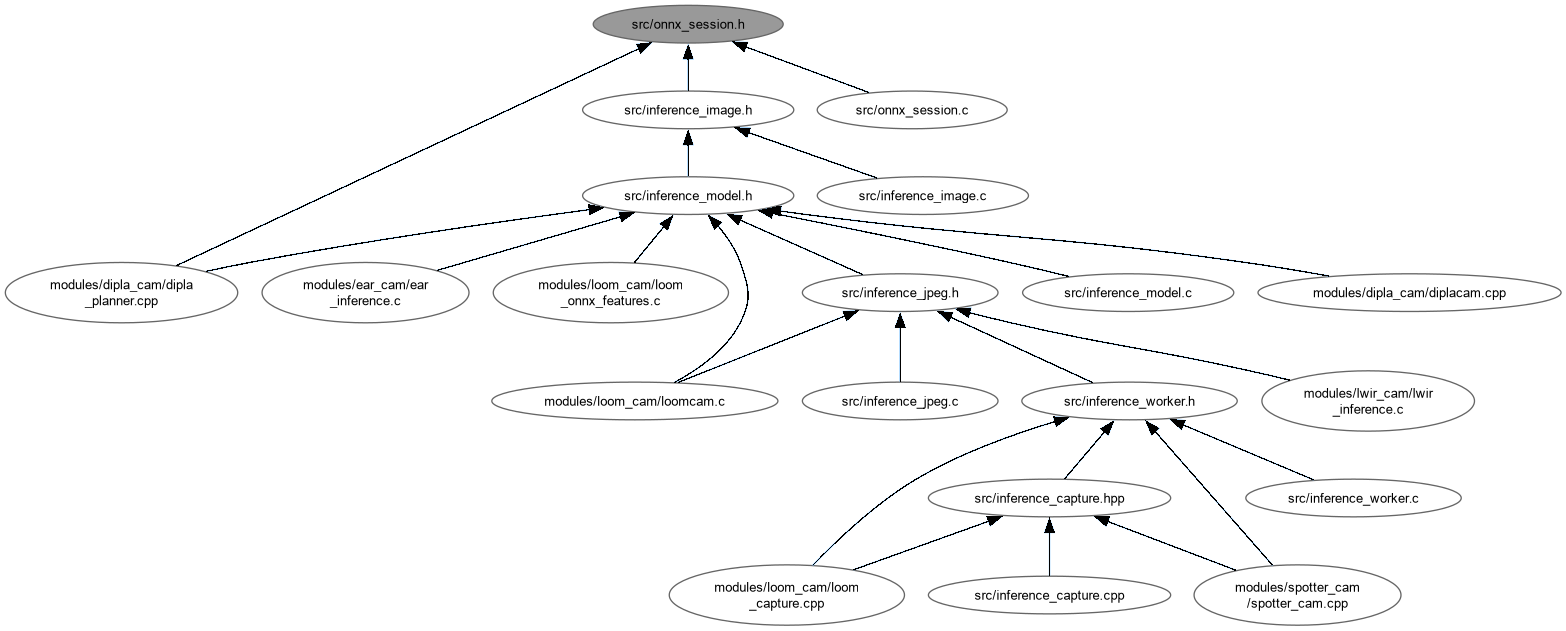 src/onnx_session.h
src/inference_image.h
src/onnx_session.c
src/inference_model.h
src/inference_image.c
modules/dipla_cam/dipla
_planner.cpp
modules/ear_cam/ear
_inference.c
modules/loom_cam/loom
_onnx_features.c
src/inference_jpeg.h
src/inference_model.c
modules/dipla_cam/diplacam.cpp
modules/loom_cam/loomcam.c
src/inference_jpeg.c
src/inference_worker.h
modules/lwir_cam/lwir
_inference.c
src/inference_capture.hpp
src/inference_worker.c
modules/loom_cam/loom
_capture.cpp
src/inference_capture.cpp
modules/spotter_cam
/spotter_cam.cpp